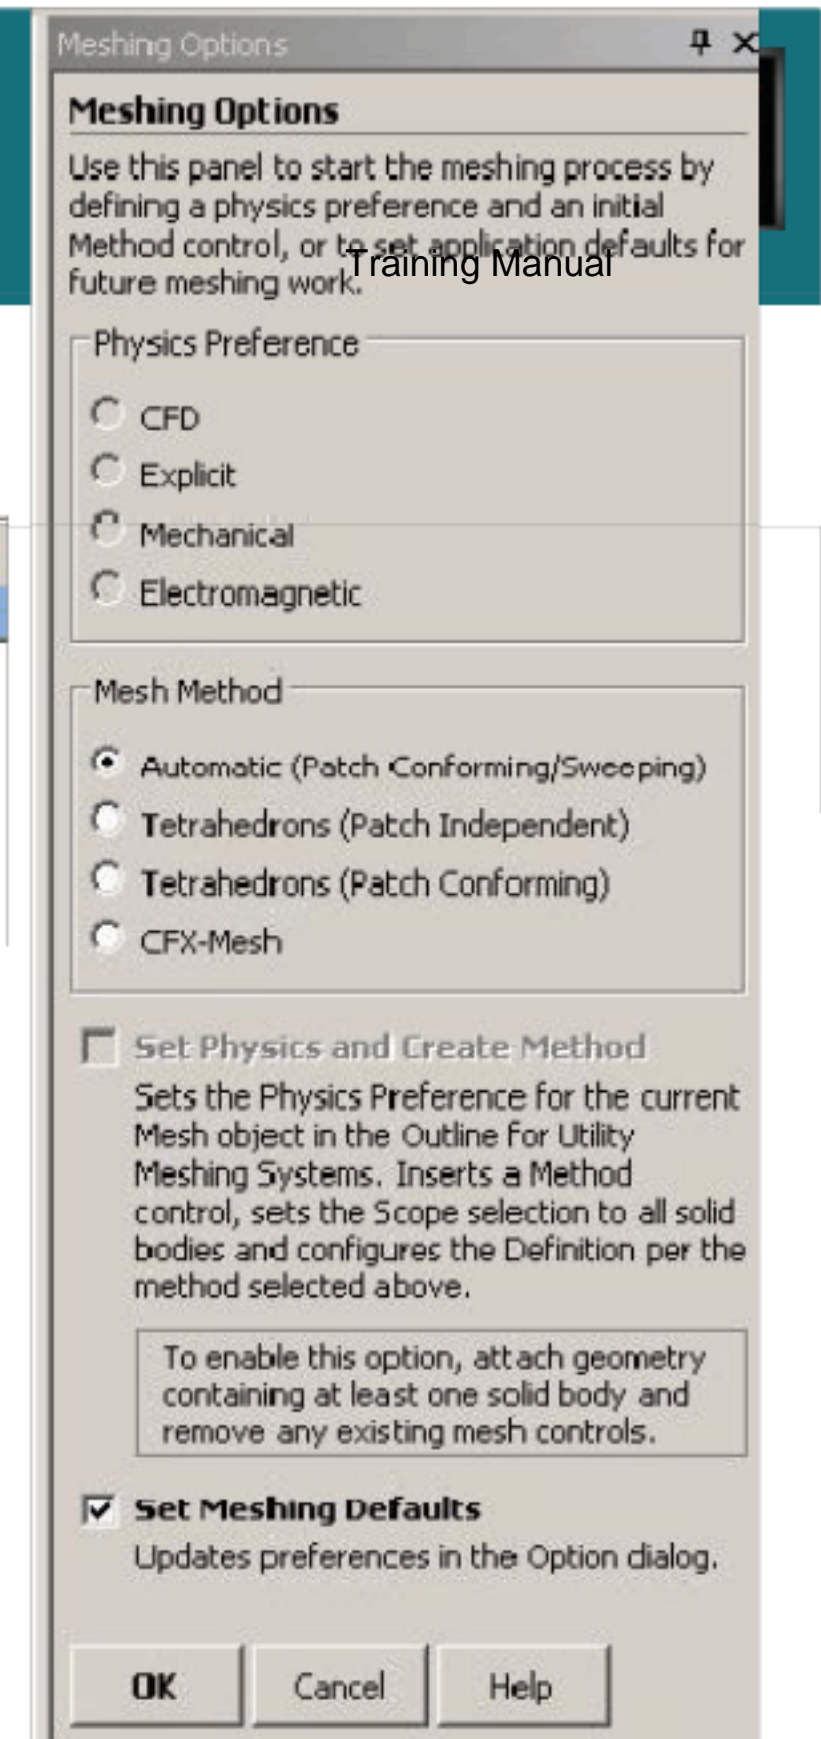 Meshing Options
Meshing Options
Use this panel to start the meshing process by
defining a physics preference and an initial
Method control, or to set application defaults for
Training Manual
future meshing work.
Physics Preference
CFD
Explicit
Mechanical
Electromagnetic
Mesh Method
Automatic (Patch Conforming/Sweeping)
Tetrahedrons (Patch Independent)
Tetrahedrons (Patch Conforming)
CFX-Mesh
Set Physics and Create Method
Sets the Physics Preference for the current
Mesh object in the Outline for Utility
Meshing Systems. Inserts a Method
control, sets the Scope selection to all solid
bodies and configures the Definition per the
method selected above.
To enable this option, attach geometry
containing at least one solid body and
remove any existing mesh controls.
Set Meshing Defaults
Updates preferences in the Option dialog.
OK Cancel Help